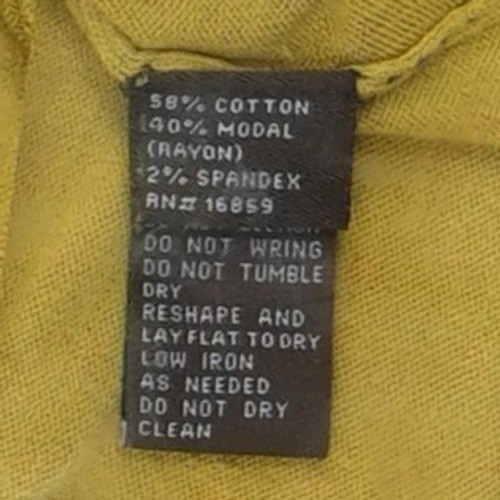 58% COTTON
40% MODAL
(RAYON)
2% SPANDEX
RN# 16859
DO NOT WRING
DO NOT TUMBLE
DRY
RESHAPE AND
LAY FLAT TO DRY
LOW IRON
AS NEEDED
DO NOT DRY
CLEAN